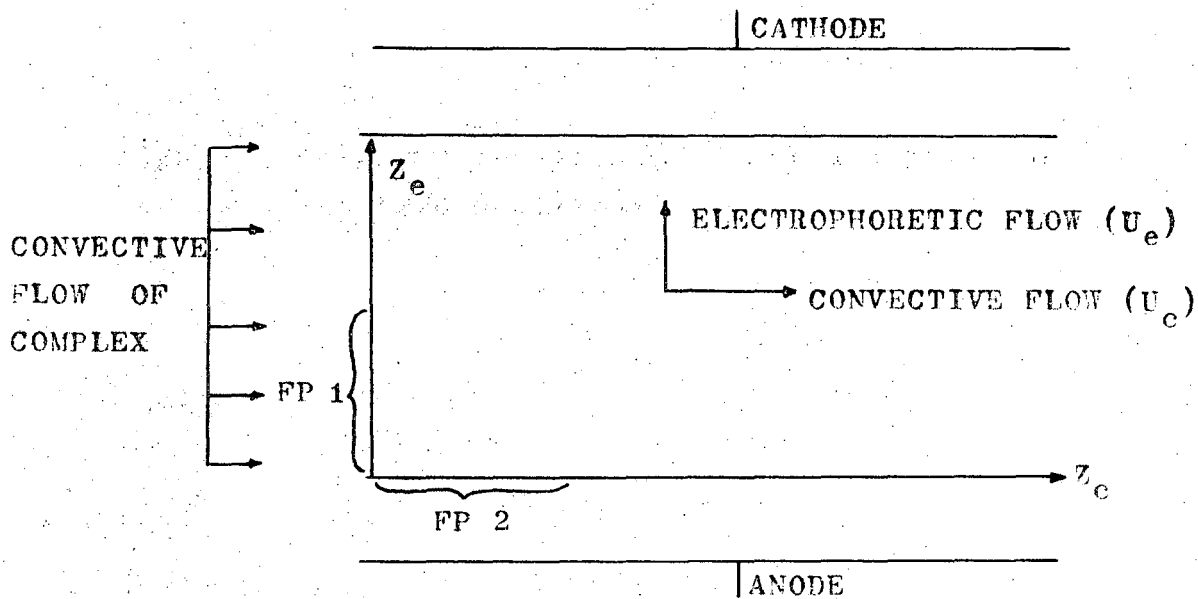 CATHODE
Z_e
ELECTROPHORETIC FLOW (U_e)
CONVECTIVE
FLOW OF
COMPLEX
CONVECTIVE FLOW (U_c)
FP 1
Z_c
FP 2
ANODE